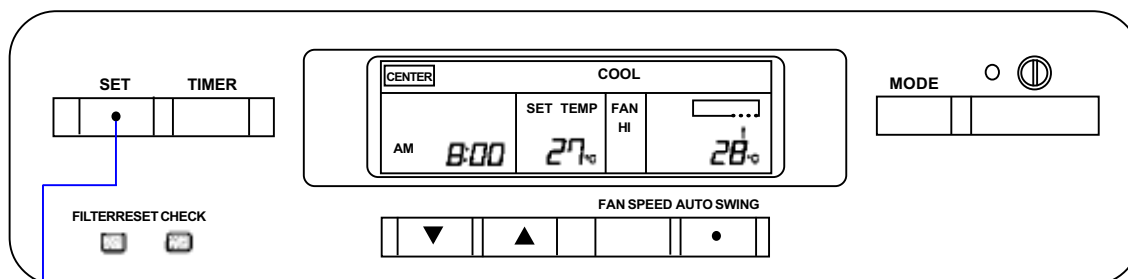 SET TIMER
CENTER COOL
MODE
SET TEMP FAN
HI
AM 8:00 27°C 28°C
FAN SPEED AUTO SWING
FILTERRESET CHECK